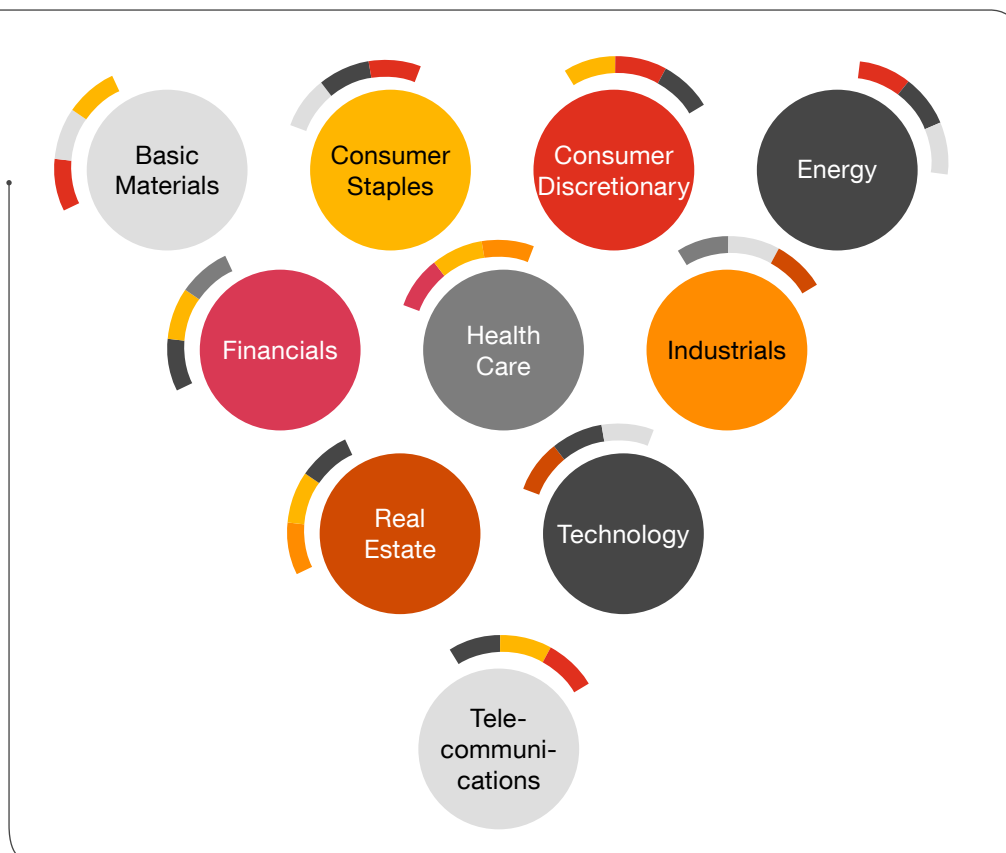 Basic
Materials
Consumer
Staples
Consumer
Discretionary
Energy
Financials
Health
Care
Industrials
Real
Estate
Technology
Tele-
communi-
cations